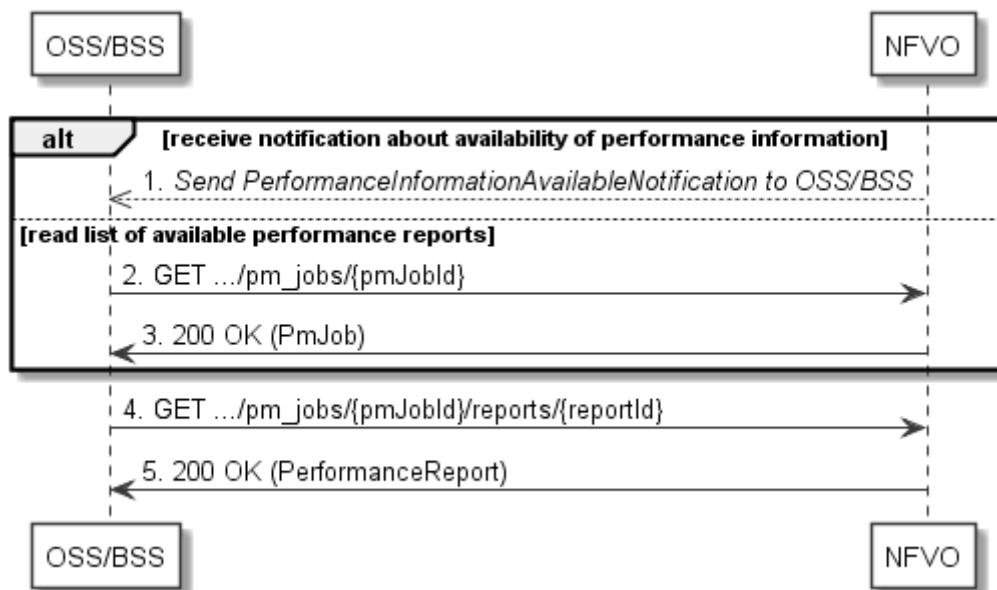 OSS/BSS
NFVO
alt
[receive notification about availability of performance information]
1. Send PerformanceInformationAvailableNotification to OSS/BSS
[read list of available performance reports]
2. GET .../pm_jobs/{pmJobId}
3. 200 OK (PmJob)
4. GET .../pm_jobs/{pmJobId}/reports/{reportId}
5. 200 OK (PerformanceReport)
OSS/BSS
NFVO